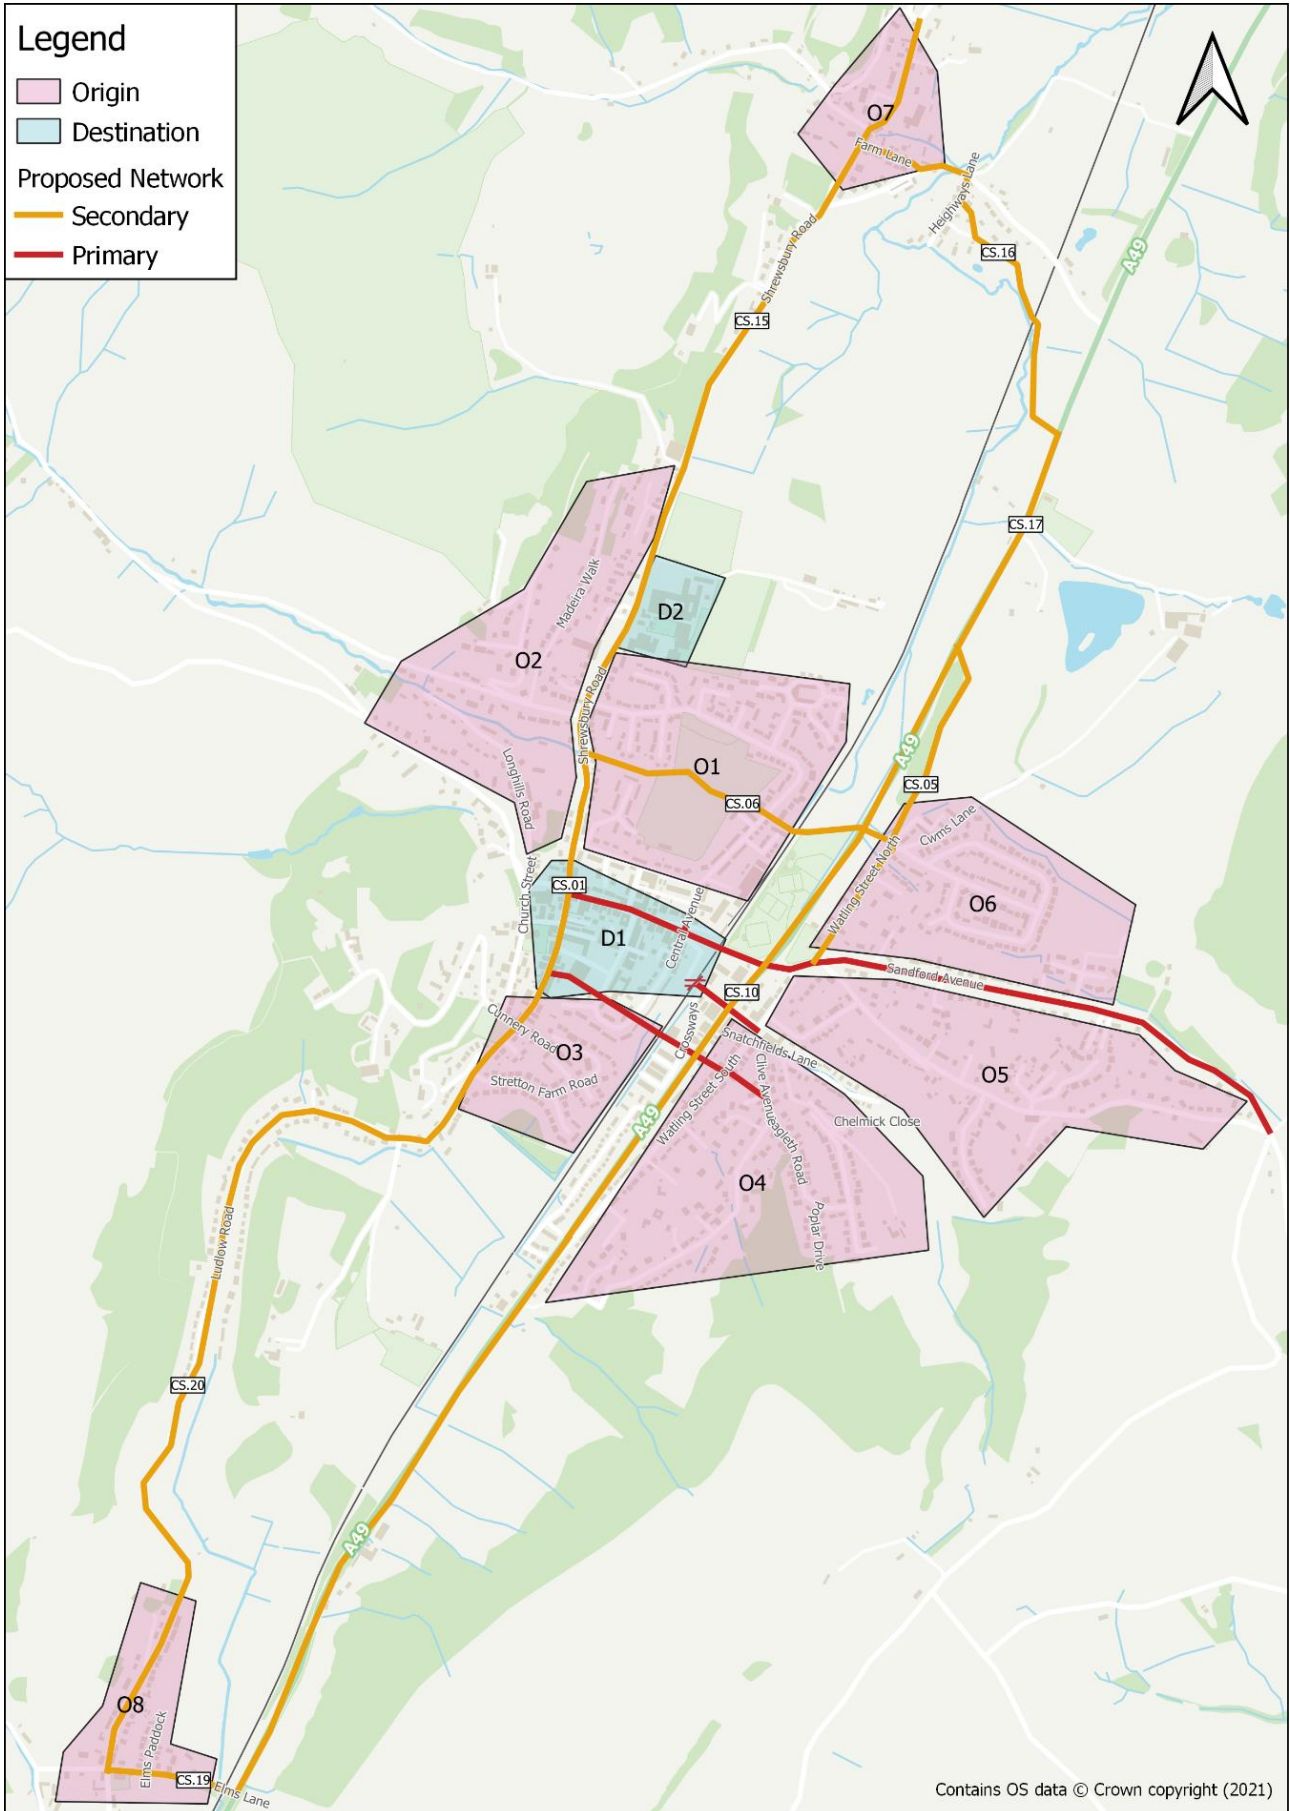 Legend
Origin
Destination
Proposed Network
Secondary
Primary
O7
Farm Lane
Heighways Lane
CS.16
A49
Shrewsbury Road
CS.15
CS.17
Madeira Walk
D2
O2
Shrewsbury Road
O1
A49
Longhills Road
CS.06
CS.05
Cwms Lane
Watling Street North
Church Street
CS.01
Central Avenue
O6
D1
Sandford Avenue
CS.10
Crossways
Cunnery Road
O3
Snatchfields Lane
Stretton Farm Road
Clive Avenue
O5
A49
Watling Street South
Chelmick Close
eagleth Road
O4
Poplar Drive
Ludlow Road
CS.20
A49
O8
Elms Paddock
CS.19
Elms Lane
Contains OS data © Crown copyright (2021)